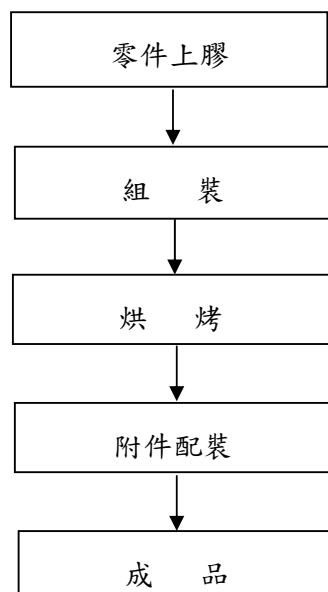 零件上膠
組 裝
烘 烤
附件配裝
成 品